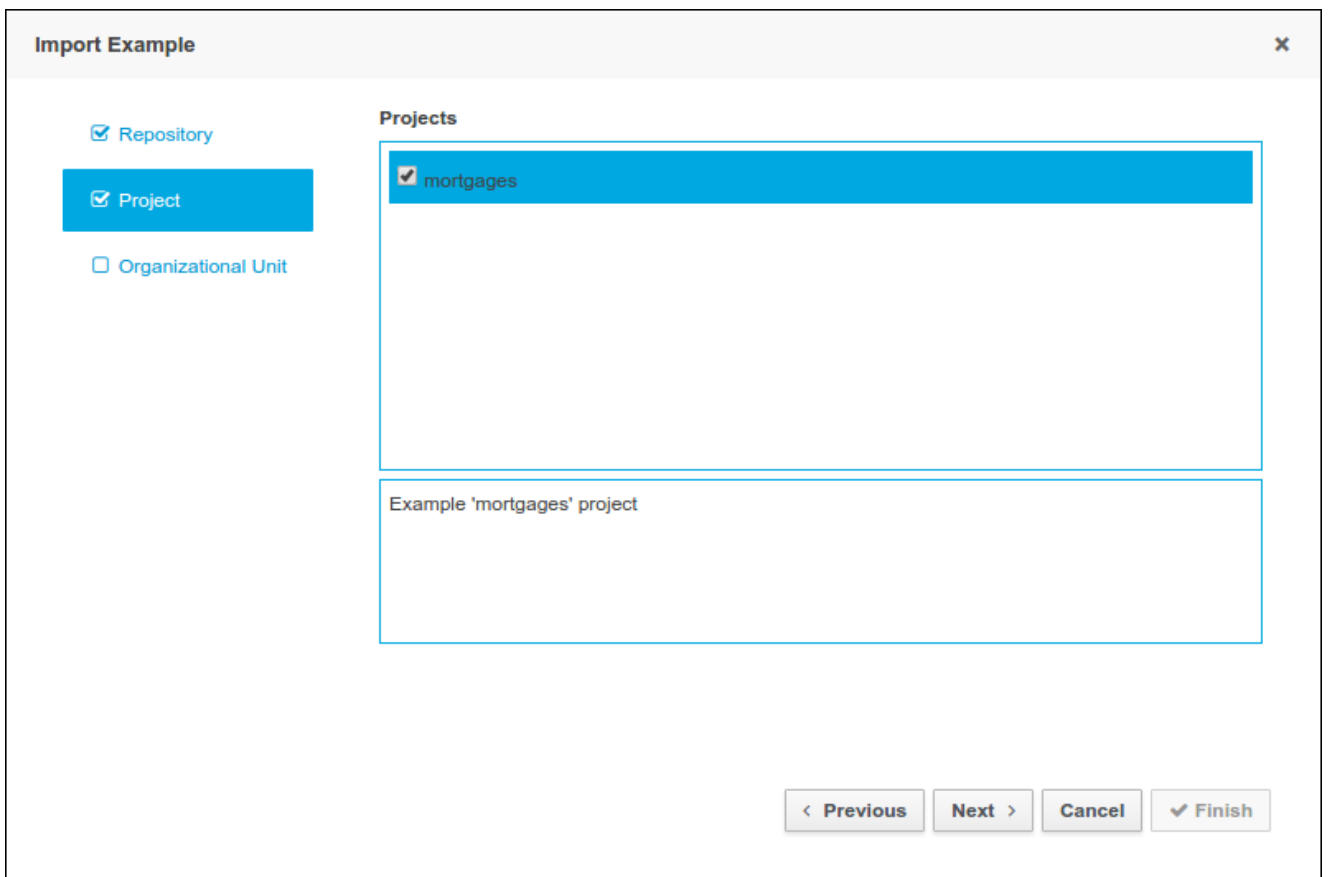 Import Example
Repository
Project
Organizational Unit
Projects
mortgages
Example 'mortgages' project
Previous
Next
Cancel
Finish